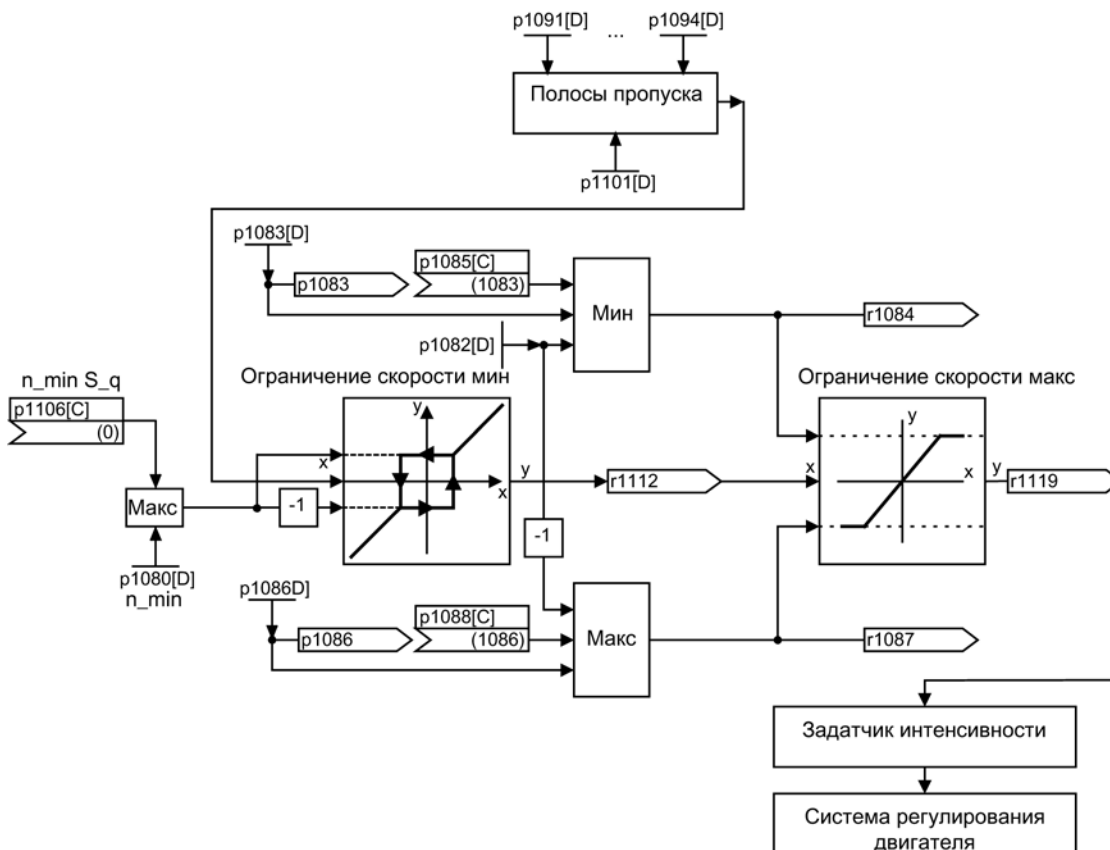 p1091[D] ... p1094[D]
Полосы пропуска
p1101[D]
p1083[D]
p1083
p1085[C]
(1083)
Мин
r1084
p1082[D]
Ограничение скорости мин
Ограничение скорости макс
n_min S_q
p1106[C]
(0)
y
x
x
y
r1112
x
y
x
y
r1119
Макс
-1
-1
p1080[D]
n_min
p1086D]
p1086
p1088[C]
(1086)
Макс
r1087
Задатчик интенсивности
Система регулирования
двигателя